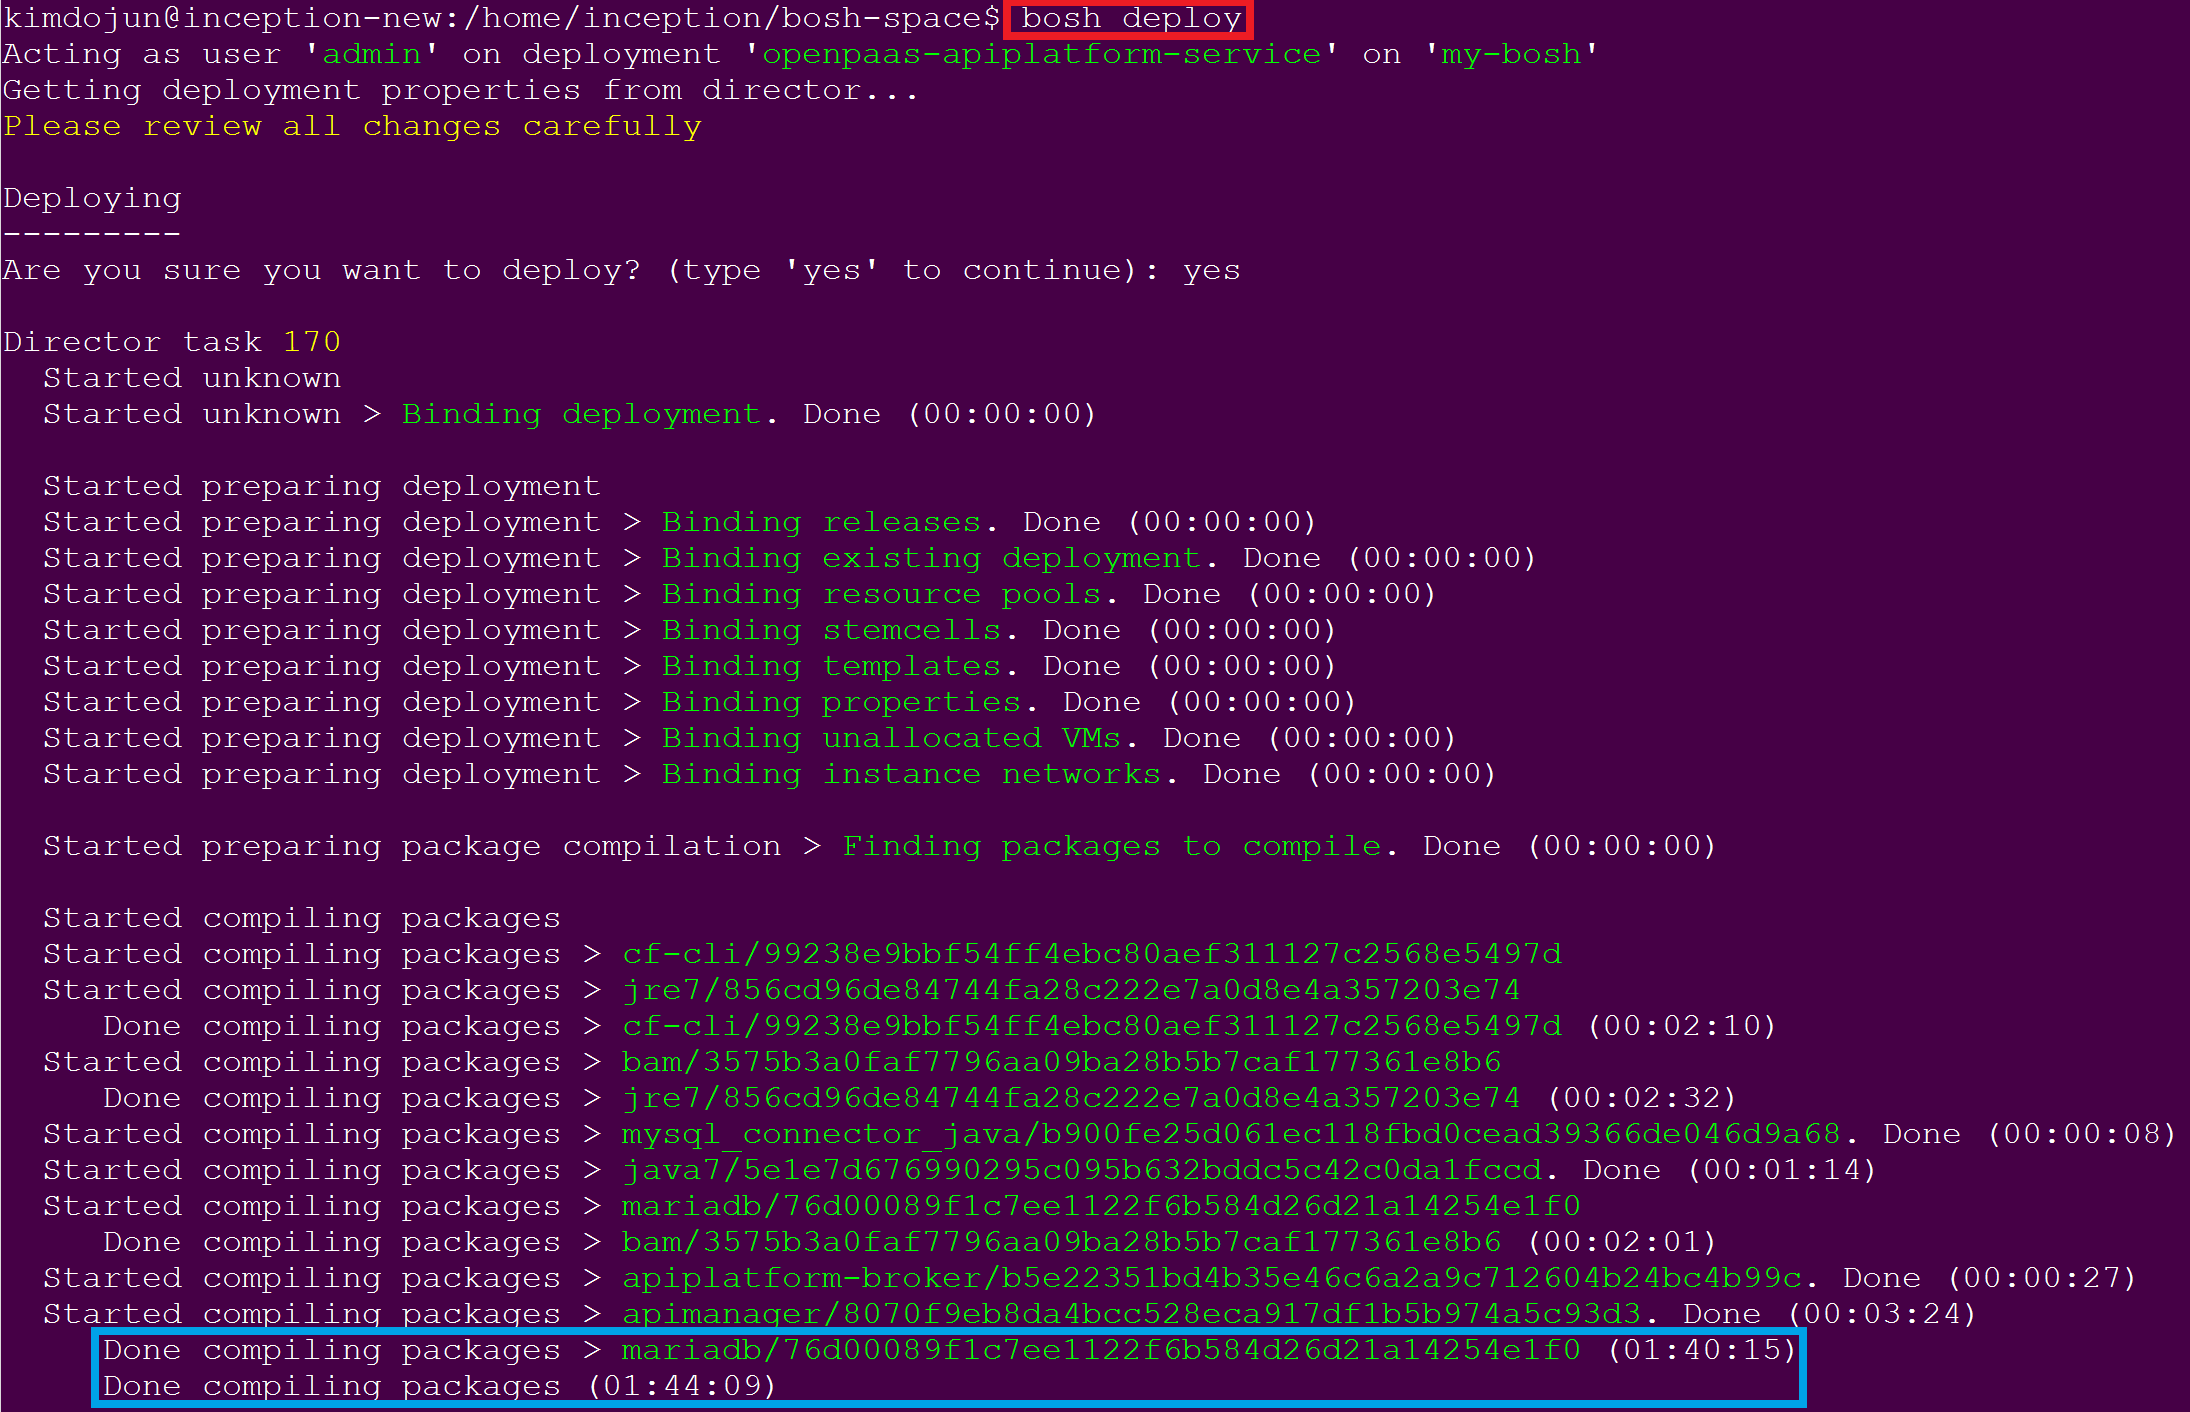 kimdojun@inception-new:/home/inception/bosh-space$ bosh deploy
Acting as user 'admin' on deployment 'openpaas-apiplatform-service' on 'my-bosh'
Getting deployment properties from director...
Please review all changes carefully
Deploying
---------
Are you sure you want to deploy? (type 'yes' to continue): yes
Director task 170
Started unknown
Started unknown > Binding deployment. Done (00:00:00)
Started preparing deployment
Started preparing deployment > Binding releases. Done (00:00:00)
Started preparing deployment > Binding existing deployment. Done (00:00:00)
Started preparing deployment > Binding resource pools. Done (00:00:00)
Started preparing deployment > Binding stemcells. Done (00:00:00)
Started preparing deployment > Binding templates. Done (00:00:00)
Started preparing deployment > Binding properties. Done (00:00:00)
Started preparing deployment > Binding unallocated VMs. Done (00:00:00)
Started preparing deployment > Binding instance networks. Done (00:00:00)
Started preparing package compilation > Finding packages to compile. Done (00:00:00)
Started compiling packages
Started compiling packages > cf-cli/99238e9bbf54ff4ebc80aef311127c2568e5497d
Started compiling packages > jre7/856cd96de84744fa28c222e7a0d8e4a357203e74
Done compiling packages > cf-cli/99238e9bbf54ff4ebc80aef311127c2568e5497d (00:02:10)
Started compiling packages > bam/3575b3a0faf7796aa09ba28b5b7caf177361e8b6
Done compiling packages > jre7/856cd96de84744fa28c222e7a0d8e4a357203e74 (00:02:32)
Started compiling packages > mysql_connector_java/b900fe25d061ec118fbd0cead39366de046d9a68. Done (00:00:08)
Started compiling packages > java7/5e1e7d676990295c095b632bddc5c42c0da1fccd. Done (00:01:14)
Started compiling packages > mariadb/76d00089f1c7ee1122f6b584d26d21a14254e1f0
Done compiling packages > bam/3575b3a0faf7796aa09ba28b5b7caf177361e8b6 (00:02:01)
Started compiling packages > apiplatform-broker/b5e22351bd4b35e46c6a2a9c712604b24bc4b99c. Done (00:00:27)
Started compiling packages > apimanager/8070f9eb8da4bcc528eca917df1b5b974a5c93d3. Done (00:03:24)
Done compiling packages > mariadb/76d00089f1c7ee1122f6b584d26d21a14254e1f0 (01:40:15)
Done compiling packages (01:44:09)